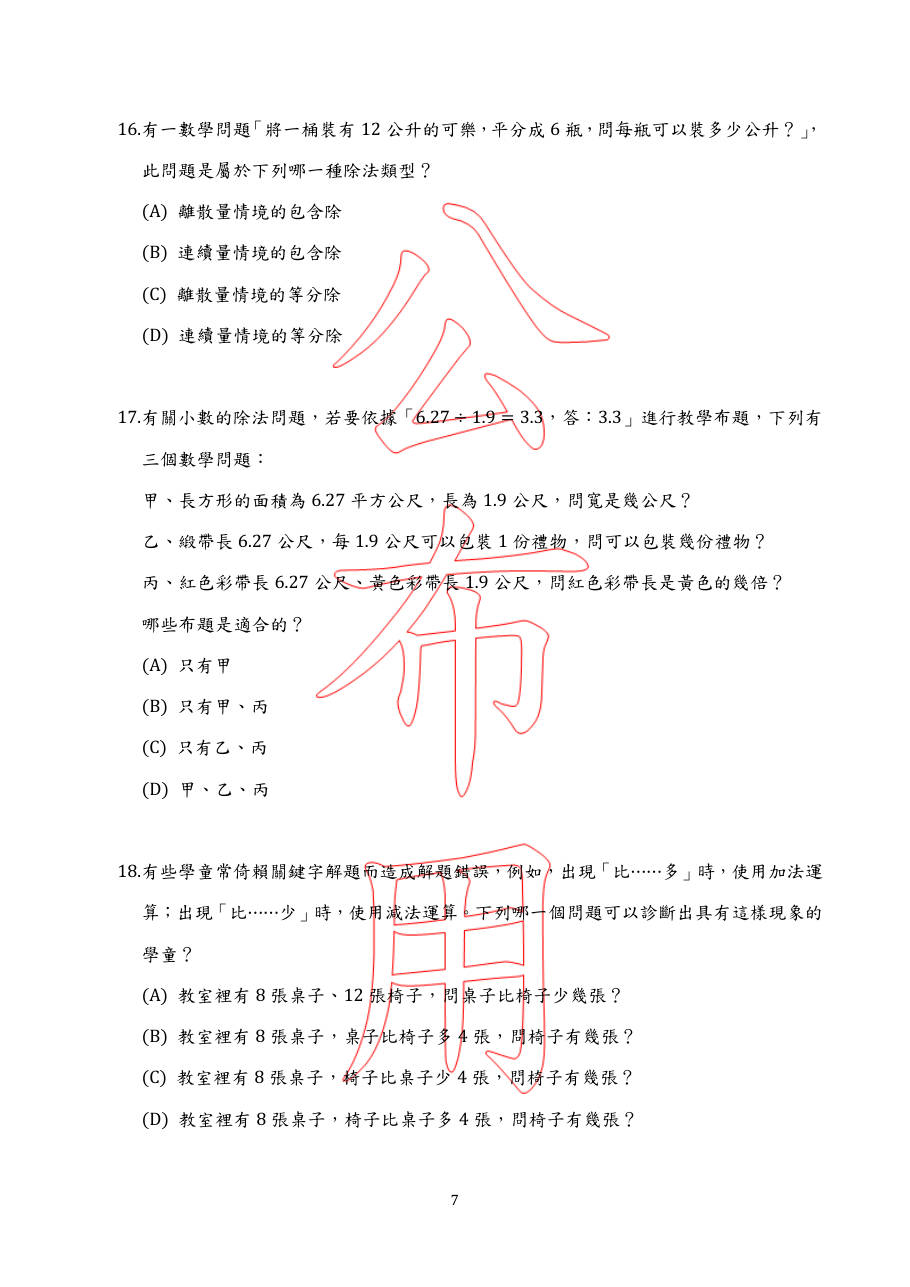 16.有一數學問題「將一桶裝有 12 公升的可樂，平分成 6 瓶，問每瓶可以裝多少公升？」，
此問題是屬於下列哪一種除法類型？
(A) 離散量情境的包含除
(B) 連續量情境的包含除
(C) 離散量情境的等分除
(D) 連續量情境的等分除
17.有關小數的除法問題，若要依據「6.27 ÷ 1.9 = 3.3，答：3.3」進行教學布題，下列有
三個數學問題：
甲、長方形的面積為 6.27 平方公尺，長為 1.9 公尺，問寬是幾公尺？
乙、緞帶長 6.27 公尺，每 1.9 公尺可以包裝 1 份禮物，問可以包裝幾份禮物？
丙、紅色彩帶長 6.27 公尺、黃色彩帶長 1.9 公尺，問紅色彩帶長是黃色的幾倍？
哪些布題是適合的？
(A) 只有甲
(B) 只有甲、丙
(C) 只有乙、丙
(D) 甲、乙、丙
18.有些學童常倚賴關鍵字解題而造成解題錯誤，例如，出現「比……多」時，使用加法運
算；出現「比……少」時，使用減法運算。下列哪一個問題可以診斷出具有這樣現象的
學童？
(A) 教室裡有 8 張桌子、12 張椅子，問桌子比椅子少幾張？
(B) 教室裡有 8 張桌子，桌子比椅子多 4 張，問椅子有幾張？
(C) 教室裡有 8 張桌子，椅子比桌子少 4 張，問椅子有幾張？
(D) 教室裡有 8 張桌子，椅子比桌子多 4 張，問椅子有幾張？
公布用
7